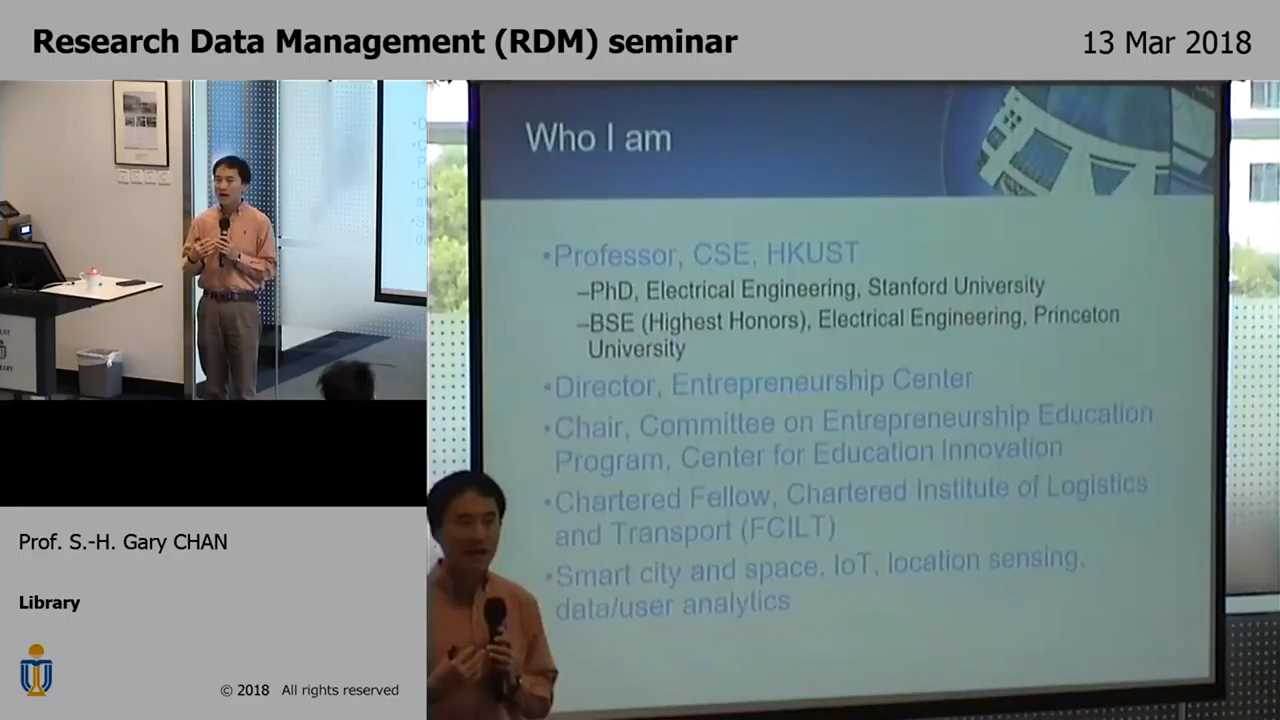 Research Data Management (RDM) seminar
13 Mar 2018
Who I am
•Professor, CSE, HKUST
–PhD, Electrical Engineering, Stanford University
–BSE (Highest Honors), Electrical Engineering, Princeton
University
•Director, Entrepreneurship Center
•Chair, Committee on Entrepreneurship Education
Program, Center for Education Innovation
•Chartered Fellow, Chartered Institute of Logistics
and Transport (FCILT)
•Smart city and space, IoT, location sensing,
data/user analytics
Prof. S.-H. Gary CHAN
Library
© 2018 All rights reserved